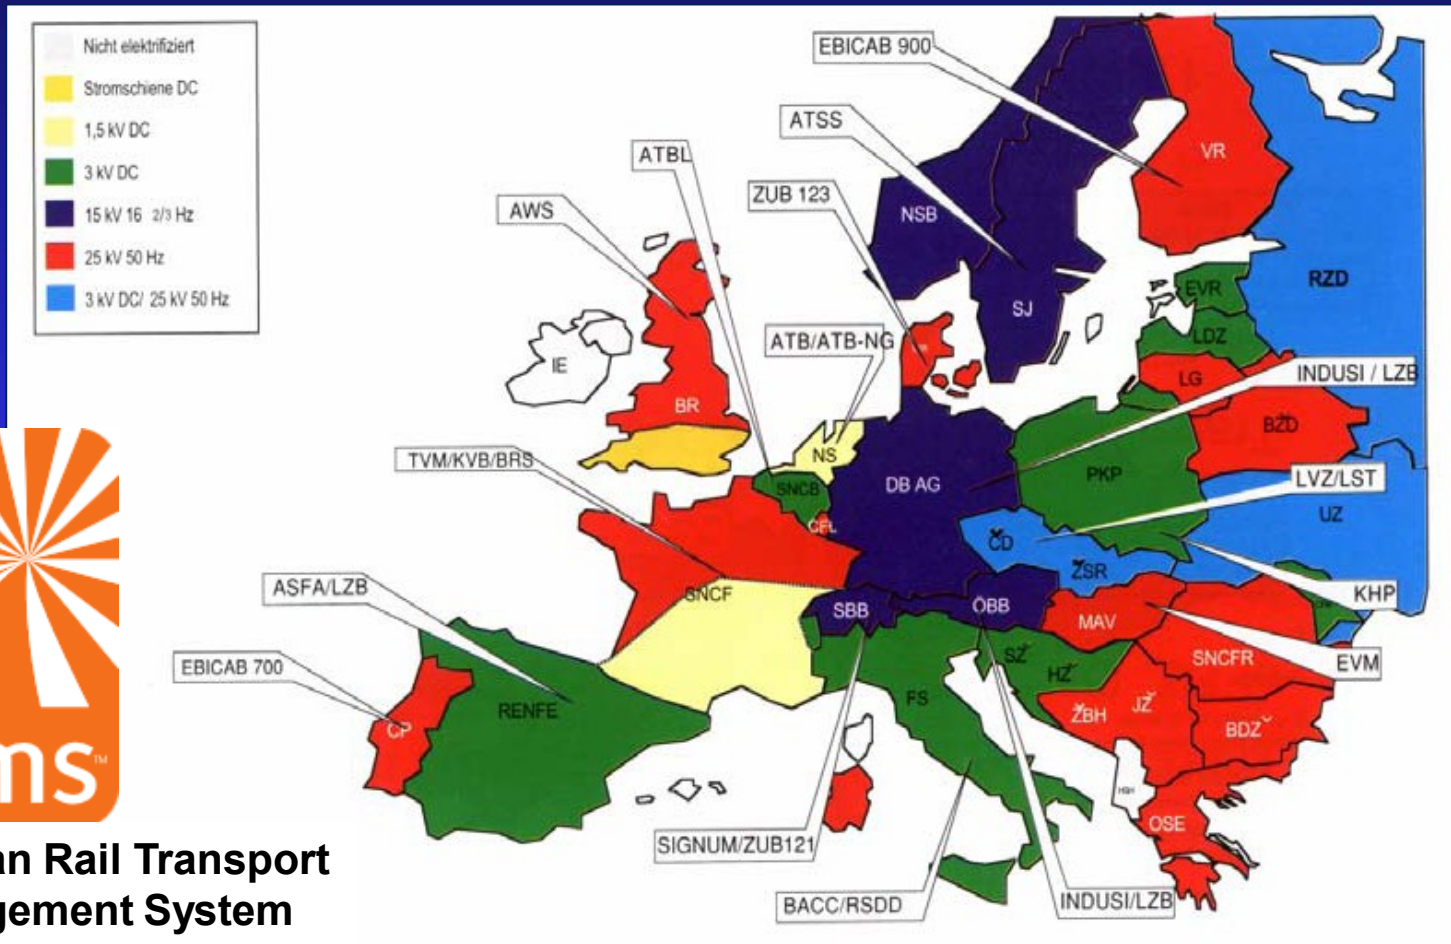 Nicht elektrifiziert
Stromschiene DC
1,5 kV DC
3 kV DC
15 kV 16 2/3 Hz
25 kV 50 Hz
3 kV DC/ 25 kV 50 Hz
EBICAB 900
ATSS
ATBL
ZUB 123
AWS
VR
NSB
RZD
EVR
SJ
LDZ
ATB/ATB-NG
IE
INDUSI / LZB
LG
BR
BŽD
TVM/KVB/BRS
NS
PKP
LVZ/LST
SNCB
DB AG
UZ
CFL
ČD
ŽSR
ASFA/LZB
SNCF
KHP
SBB
ÖBB
MAV
EBICAB 700
SŽ
SNCFR
EVM
HŽ
RENFE
FS
JŽ
ŽBH
CP
BDZˇ
ms™
HSH
OSE
SIGNUM/ZUB121
an Rail Transport
gement System
BACC/RSDD
INDUSI/LZB